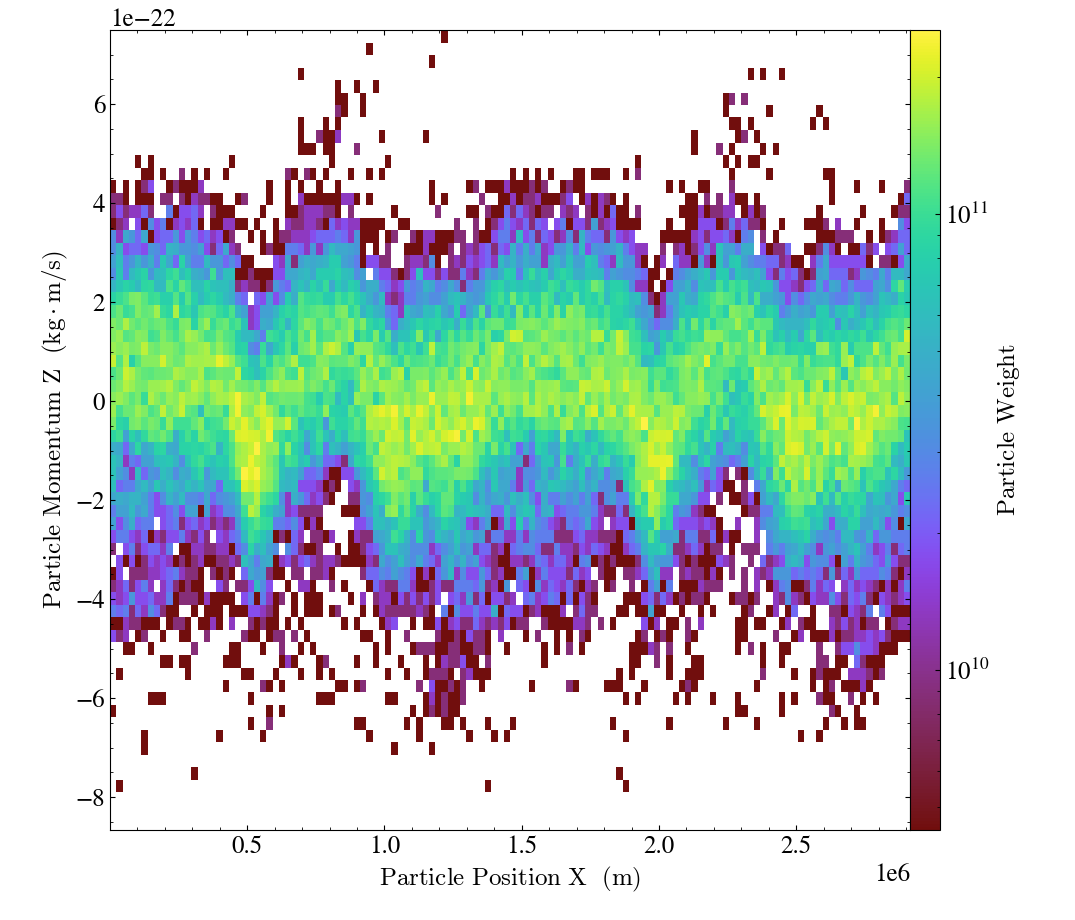 1e−22
6
4
2
0
−2
−4
−6
−8
Particle Momentum Z (kg · m/s)
0.5 1.0 1.5 2.0 2.5
1e6
Particle Position X (m)
10¹¹
10¹⁰
Particle Weight